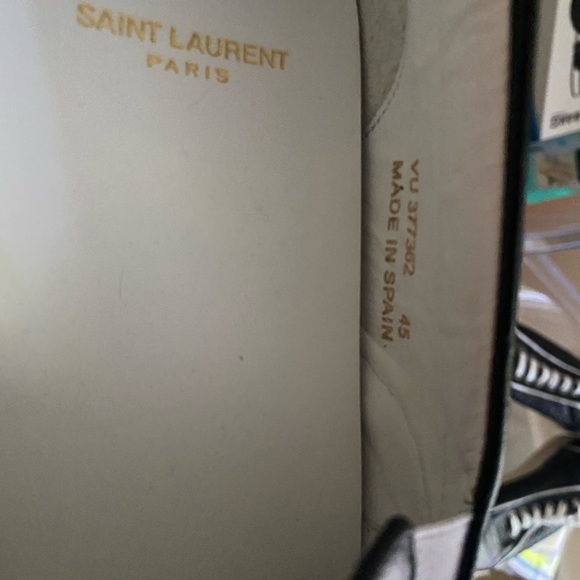 SAINT LAURENT
PARIS
VU 377362 45
MADE IN SPAIN.